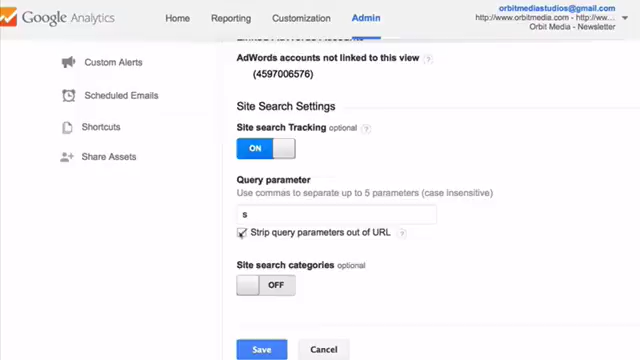 Google Analytics
Home
Reporting
Customization
Admin
orbitmediastudios@gmail.com
http://www.orbitmedia.com - http://ww...
Orbit Media - Newsletter
Custom Alerts
Scheduled Emails
Shortcuts
Share Assets
AdWords accounts not linked to this view ?
(4597006576)
Site Search Settings
Site search Tracking optional ?
ON
Query parameter
Use commas to separate up to 5 parameters (case insensitive)
s
Strip query parameters out of URL ?
Site search categories optional
OFF
Save
Cancel